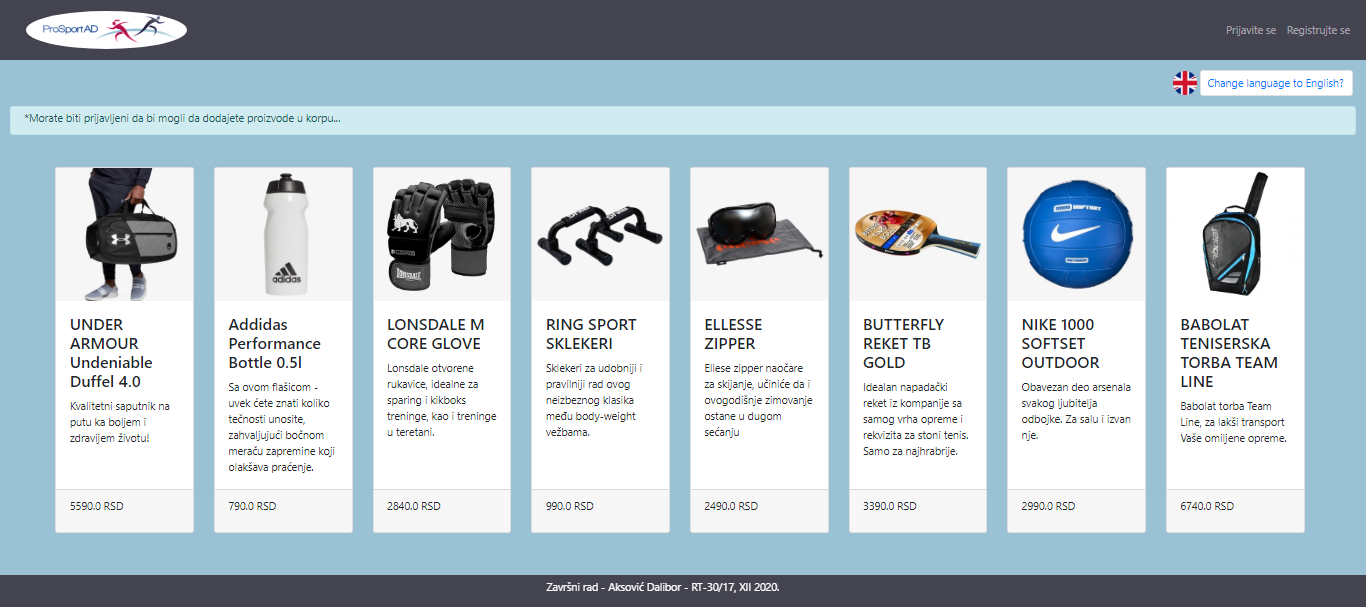 ProSport AD
Prijavite se Registrujte se
Change language to English?
*Morate biti prijavljeni da bi mogli da dodajete proizvode u korpu...
UNDER
ARMOUR
Undeniable
Duffel 4.0
Kvalitetni saputnik na
putu ka boljem i
zdravijem životu!
5590.0 RSD
adidas
Addidas
Performance
Bottle 0.5l
Sa ovom flašicom -
uvek ćete znati koliko
tečnosti unosite,
zahvaljujući bočnom
meraču zapremine koji
olakšava praćenje.
790.0 RSD
LONSDALE
LONSDALE M
CORE GLOVE
Lonsdale otvorene
rukavice, idealne za
sparing i kikboks
treninge, kao i treninge
u teretani.
2840.0 RSD
RING SPORT
SKLEKERI
Sklekeri za udobniji i
pravilniji rad ovog
neizbeznog klasika
među body-weight
vežbama.
990.0 RSD
ELLESSE
ZIPPER
Ellese zipper naočare
za skijanje, učiniće da i
ovogodišnje zimovanje
ostane u dugom
sećanju
2490.0 RSD
BUTTERFLY
REKET TB
GOLD
Idealan napadački
reket iz kompanije sa
samog vrha opreme i
rekvizita za stoni tenis.
Samo za najhrabrije.
3390.0 RSD
SOFTSET
OUTDOOR
NIKE 1000
SOFTSET
OUTDOOR
Obavezan deo arsenala
svakog ljubitelja
odbojke. Za salu i izvan
nje.
2990.0 RSD
BABOLAT
TENISERSKA
TORBA TEAM
LINE
Babolat torba Team
Line, za lakši transport
Vaše omiljene opreme.
6740.0 RSD
Završni rad - Aksović Dalibor - RT-30/17, XII 2020.